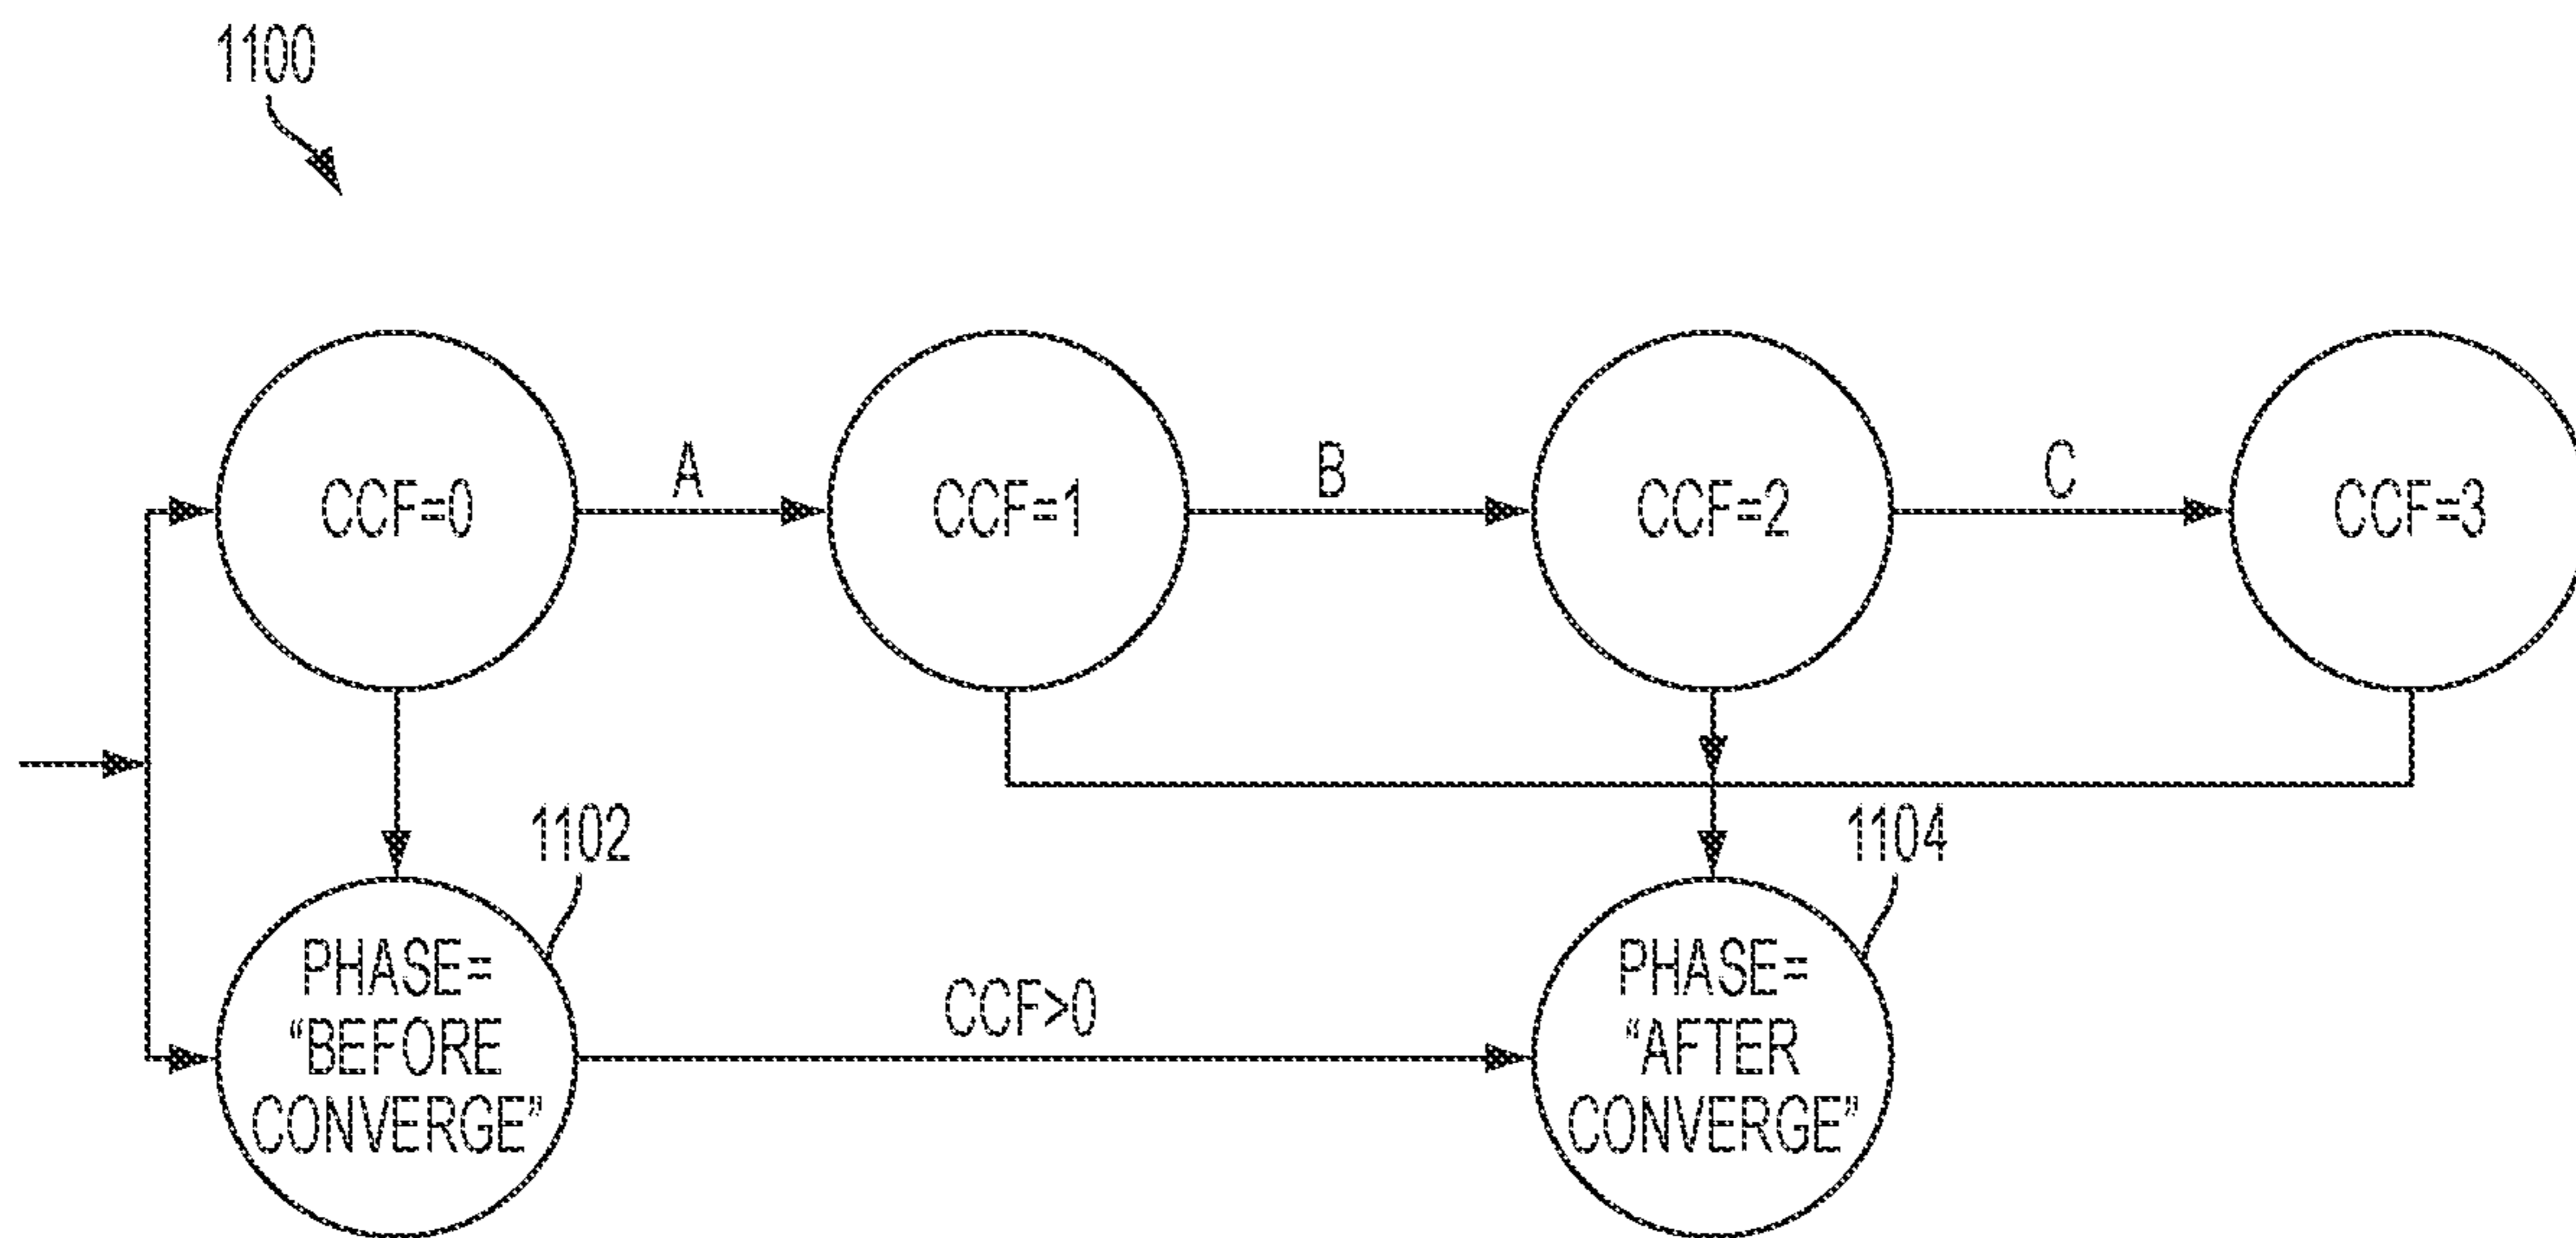 1100
CCF=0
A
CCF=1
B
CCF=2
C
CCF=3
1102
1104
PHASE=
"BEFORE
CONVERGE"
CCF>0
PHASE=
"AFTER
CONVERGE"